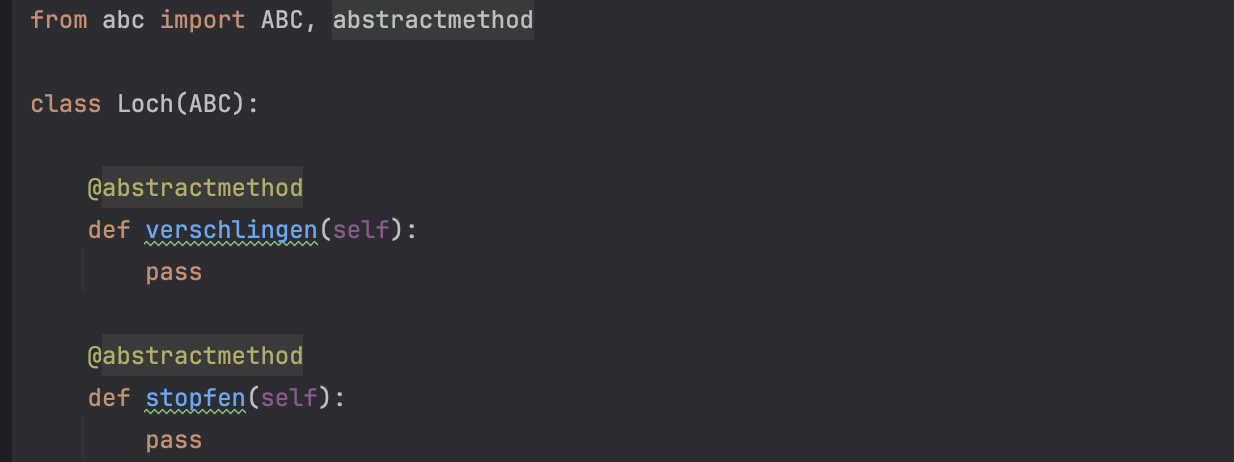 from abc import ABC, abstractmethod
class Loch(ABC):
@abstractmethod
def verschlingen(self):
pass
@abstractmethod
def stopfen(self):
pass